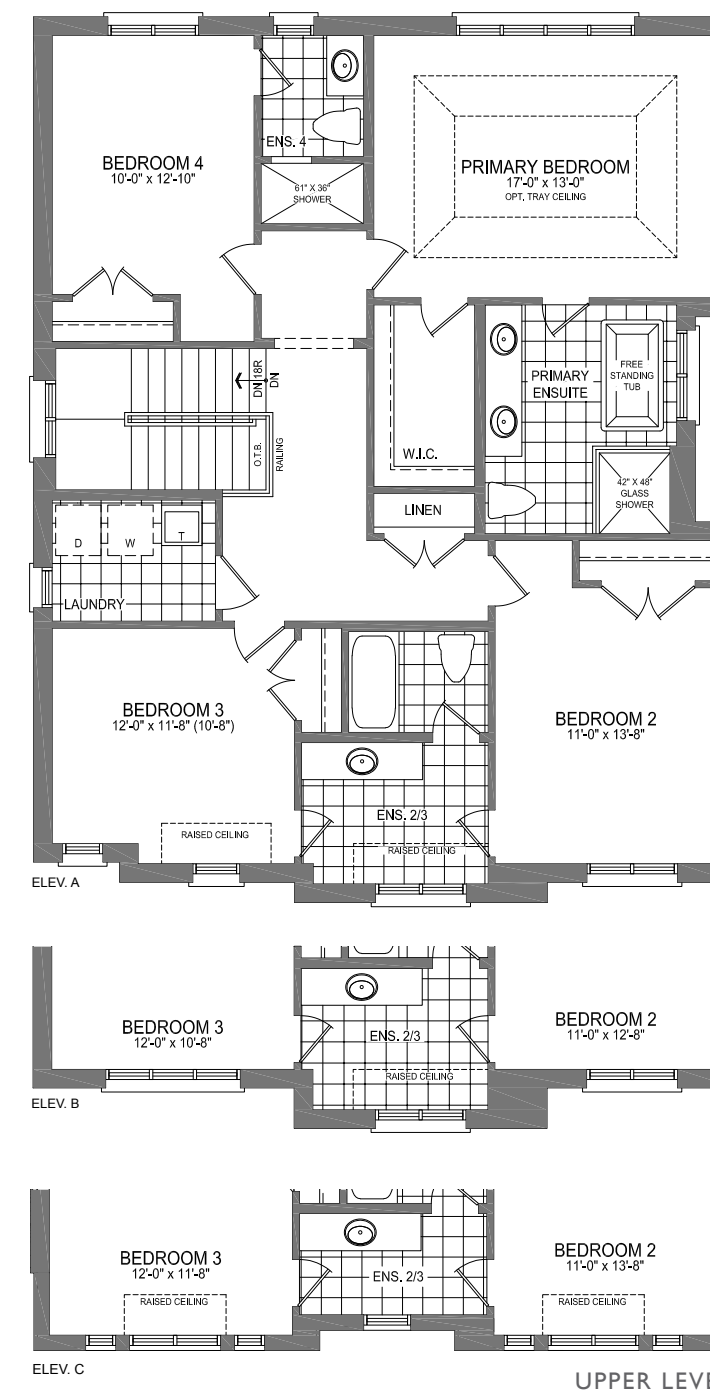 ENS. 4
BEDROOM 4
10'-0" x 12'-10"
PRIMARY BEDROOM
17'-0" x 13'-0"
OPT. TRAY CEILING
61" X 36"
SHOWER
DN 18R
DN
O.T.B.
RAILING
W.I.C.
PRIMARY
ENSUITE
FREE
STANDING
TUB
42" X 48"
GLASS
SHOWER
LINEN
D
W
T
LAUNDRY
BEDROOM 3
12'-0" x 11'-8" (10'-8")
BEDROOM 2
11'-0" x 13'-8"
ENS. 2/3
RAISED CEILING
RAISED CEILING
ELEV. A
BEDROOM 3
12'-0" x 10'-8"
ENS. 2/3
BEDROOM 2
11'-0" x 12'-8"
RAISED CEILING
ELEV. B
BEDROOM 3
12'-0" x 11'-8"
ENS. 2/3
BEDROOM 2
11'-0" x 13'-8"
RAISED CEILING
RAISED CEILING
ELEV. C
UPPER LEVE